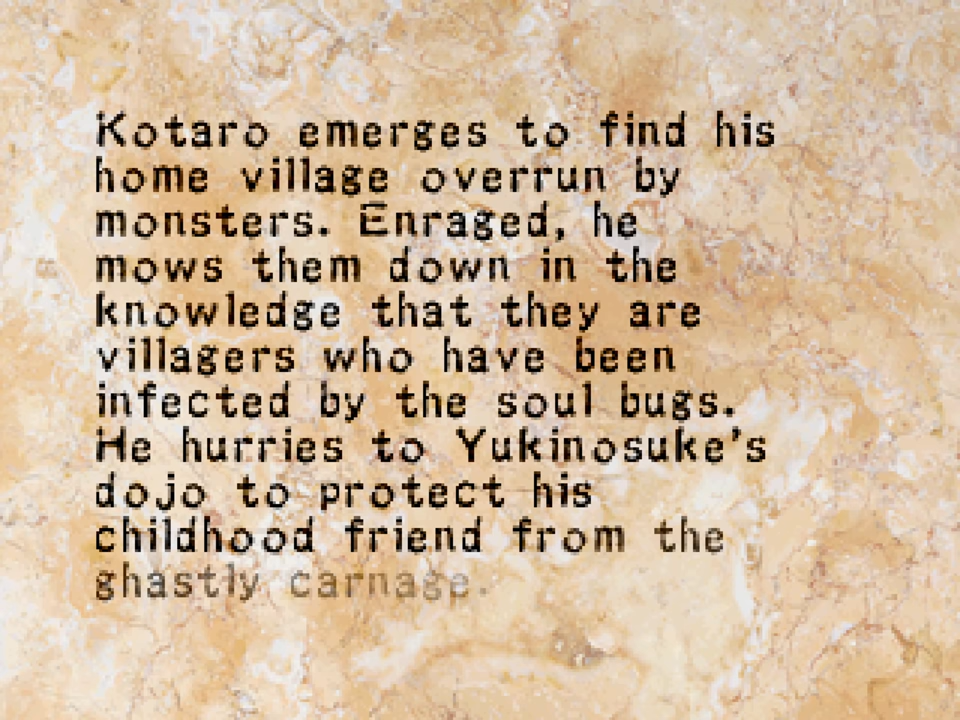 Kotaro emerges to find his
home village overrun by
monsters. Enraged, he
mows them down in the
knowledge that they are
villagers who have been
infected by the soul bugs.
He hurries to Yukinosuke's
dojo to protect his
childhood friend from the
ghastly carnage.